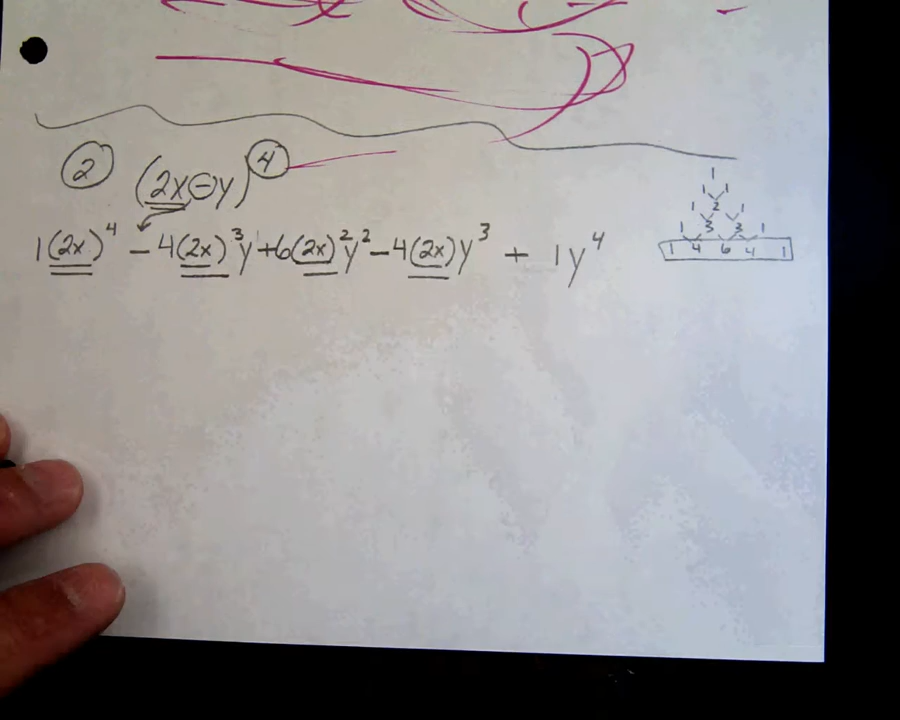 ② (2x-y)⁴
1(2x)⁴ - 4(2x)³y + 6(2x)²y² - 4(2x)y³ + 1y⁴
1
1 1
1 2 1
1 3 3 1
1 4 6 4 1